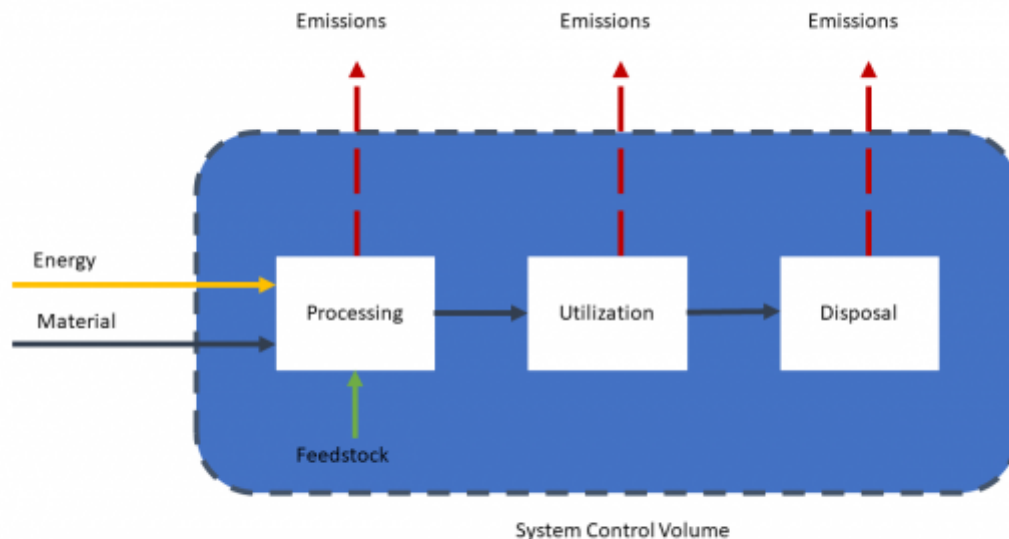 Emissions
Emissions
Emissions
Energy
Material
Processing
Utilization
Disposal
Feedstock
System Control Volume